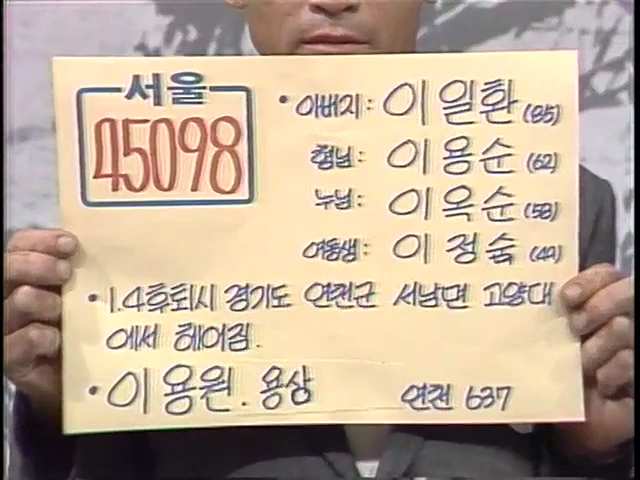 서울
45098
• 아버지: 이일환 (85)
형님: 이용순 (62)
누님: 이옥순 (58)
여동생: 이정숙 (49)
• 1.4후퇴시 경기도 연천군 서남면 고양대
에서 헤어짐.
• 이용원. 용상 연천 637